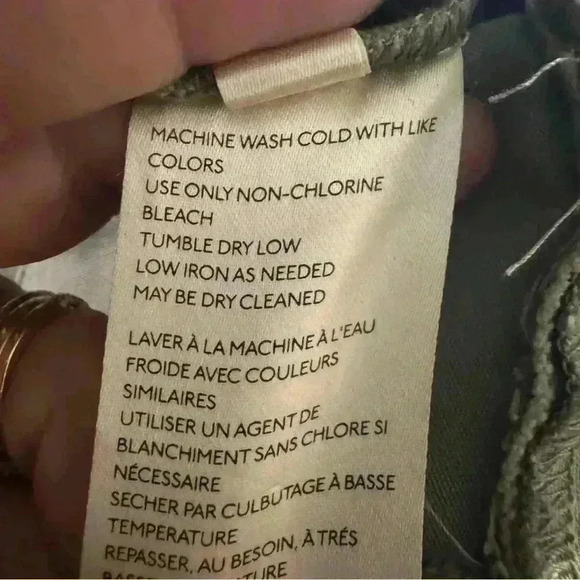 MACHINE WASH COLD WITH LIKE
COLORS
USE ONLY NON-CHLORINE
BLEACH
TUMBLE DRY LOW
LOW IRON AS NEEDED
MAY BE DRY CLEANED
LAVER À LA MACHINE À L'EAU
FROIDE AVEC COULEURS
SIMILAIRES
UTILISER UN AGENT DE
BLANCHIMENT SANS CHLORE SI
NÉCESSAIRE
SECHER PAR CULBUTAGE À BASSE
TEMPERATURE
REPASSER, AU BESOIN, À TRÉS